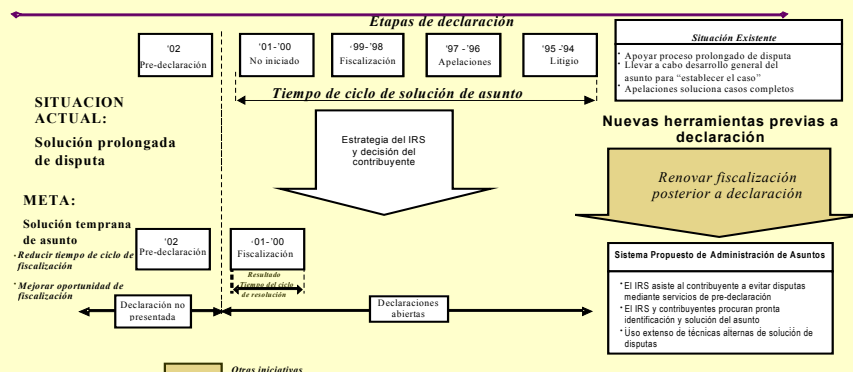 Etapas de declaración
'02
Pre-declaración
'01-'00
No iniciado
'99-'98
Fiscalización
'97 -'96
Apelaciones
'95 -'94
Litigio
Situación Existente
• Apoyar proceso prolongado de disputa
• Llevar a cabo desarrollo general del
asunto para "establecer el caso"
• Apelaciones soluciona casos completos
Tiempo de ciclo de solución de asunto
SITUACION
ACTUAL:
Solución prolongada
de disputa
Estrategia del IRS
y decisión del
contribuyente
Nuevas herramientas previas a
declaración
Renovar fiscalización
posterior a declaración
META:
Solución temprana
de asunto
•Reducir tiempo de ciclo de
fiscalización
•Mejorar oportunidad de
fiscalización
'02
Pre-declaración
'01-'00
Fiscalización
Resultado
Tiempo del ciclo
de resolución
Declaración no
presentada
Declaraciones
abiertas
Sistema Propuesto de Administración de Asuntos
•El IRS asiste al contribuyente a evitar disputas
mediante servicios de pre-declaración
•El IRS y contribuyentes procuran pronta
identificación y solución del asunto
•Uso extenso de técnicas alternas de solución de
disputas
Otras iniciativas